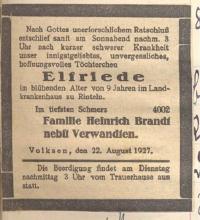 Nach Gottes unerforschlichem Ratschluß
entschlief sanft am Sonnabend nachm. 3
Uhr nach kurzer schwerer Krankheit
unser innigstgeliebtes, unvergessliches,
hoffnungsvolles Töchterchen
Elfriede
im blühenden Alter von 9 Jahren im Land-
krankenhaus zu Rinteln.
Im tiefsten Schmerz 4002
Familie Heinrich Brandt
nebst Verwandten.
Volksen, den 22. August 1927.
Die Beerdigung findet am Dienstag
nachmittag 3 Uhr vom Trauerhause aus
statt.